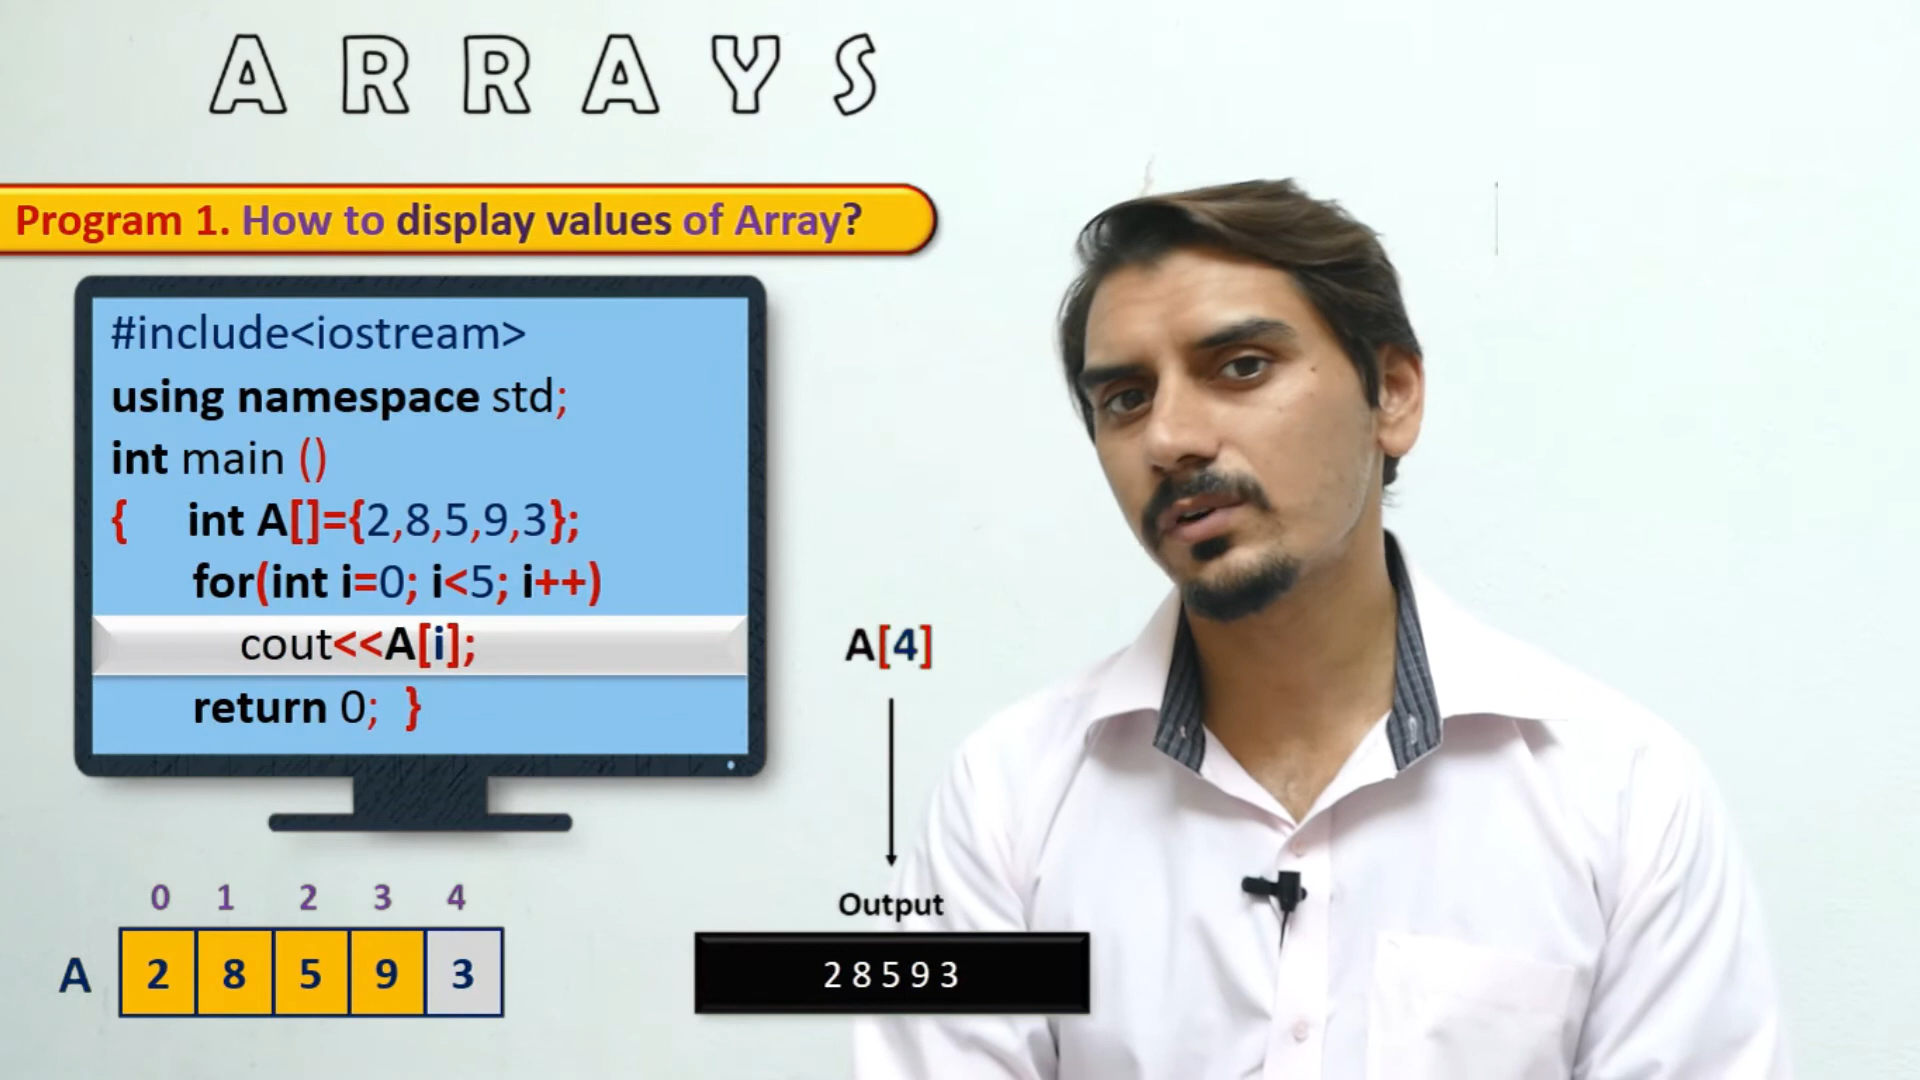 ARRAYS
Program 1. How to display values of Array?
#include<iostream>
using namespace std;
int main ()
{ int A[]={2,8,5,9,3};
for(int i=0; i<5; i++)
cout<<A[i];
return 0; }
A[4]
Output
2 8 5 9 3
0 1 2 3 4
A 2 8 5 9 3